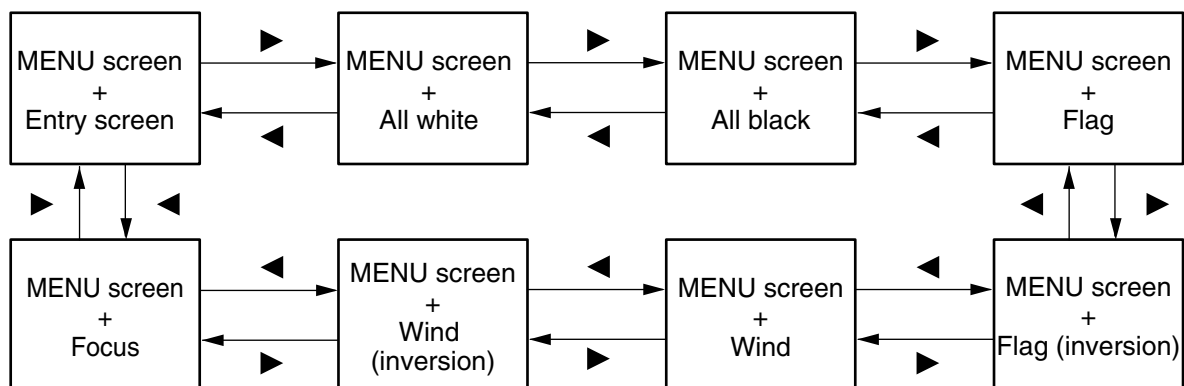 MENU screen
+
Entry screen
MENU screen
+
All white
MENU screen
+
All black
MENU screen
+
Flag
MENU screen
+
Focus
MENU screen
+
Wind
(inversion)
MENU screen
+
Wind
MENU screen
+
Flag (inversion)